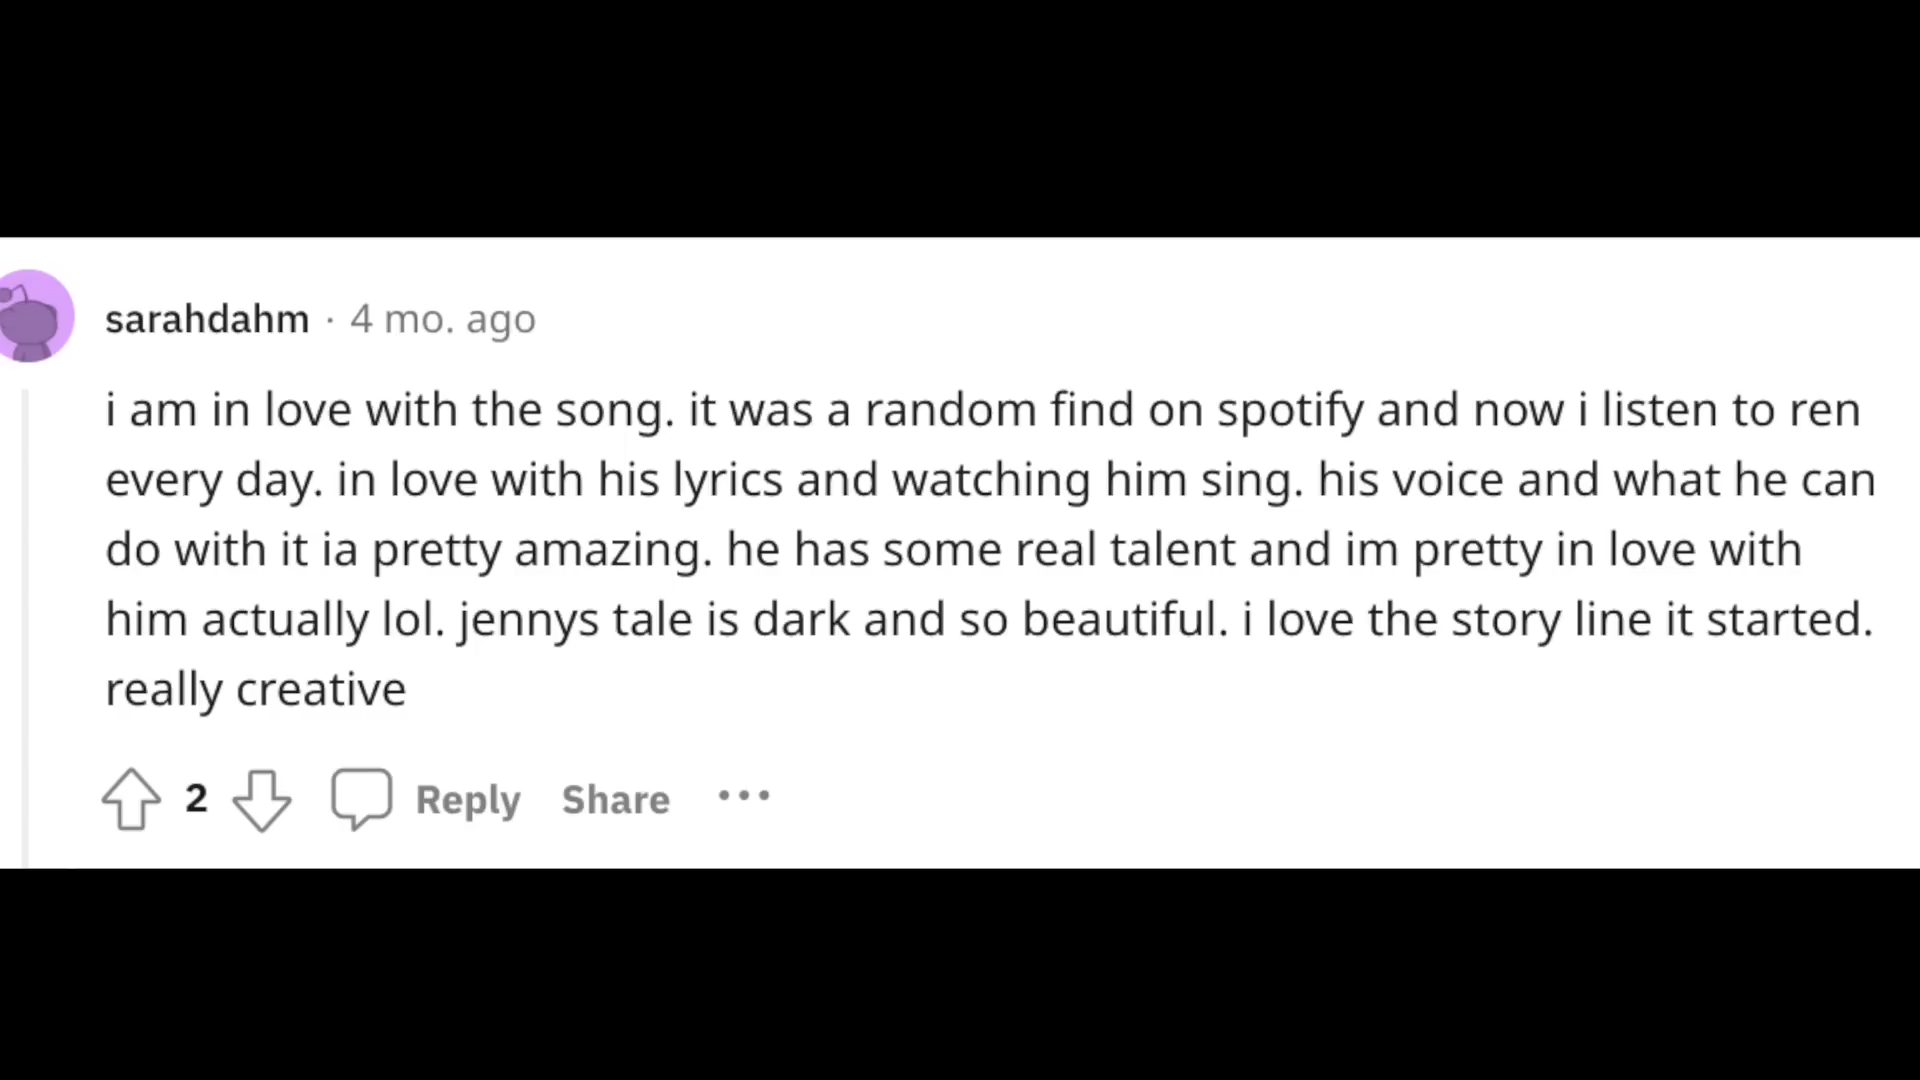 sarahdahm · 4 mo. ago
i am in love with the song. it was a random find on spotify and now i listen to ren
every day. in love with his lyrics and watching him sing. his voice and what he can
do with it ia pretty amazing. he has some real talent and im pretty in love with
him actually lol. jennys tale is dark and so beautiful. i love the story line it started.
really creative
2 Reply Share ···